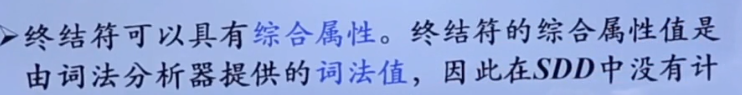 ➢终结符可以具有综合属性。终结符的综合属性值是
由词法分析器提供的词法值，因此在SDD中没有计